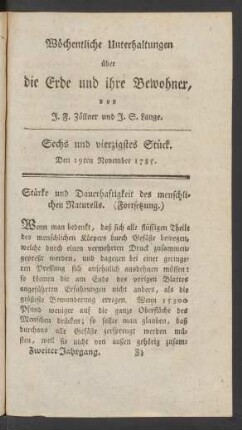 Wöchentliche Unterhaltungen
über
die Erde und ihre Bewohner,
von
J. F. Zöllner und J. S. Lange.
Sechs und vierzigstes Stück.
Den 19ten November 1785.
Stärke und Dauerhaftigkeit des menschli-
chen Naturells. (Fortsetzung.)
Wenn man bedenkt, daß sich alle flüssigen Theile
des menschlichen Körpers durch Gefäße bewegen,
welche durch einen vermehrten Druck zusammen-
gepreßt werden, und dagegen bei einer gering-
ren Pressung sich ansehnlich ausdehnen müssen:
so können die am Ende des vorigen Blattes
angeführten Erfahrungen nicht anders, als die
größeste Bewunderung erregen. Wenn 15300
Pfund weniger auf die ganze Oberfläche des
Menschen drücken; so sollte man glauben, daß
durchaus alle Gefäße zersprengt werden müs-
sten, weil sie nicht von außen gehörig zusam-
Zweiter Jahrgang. Zz